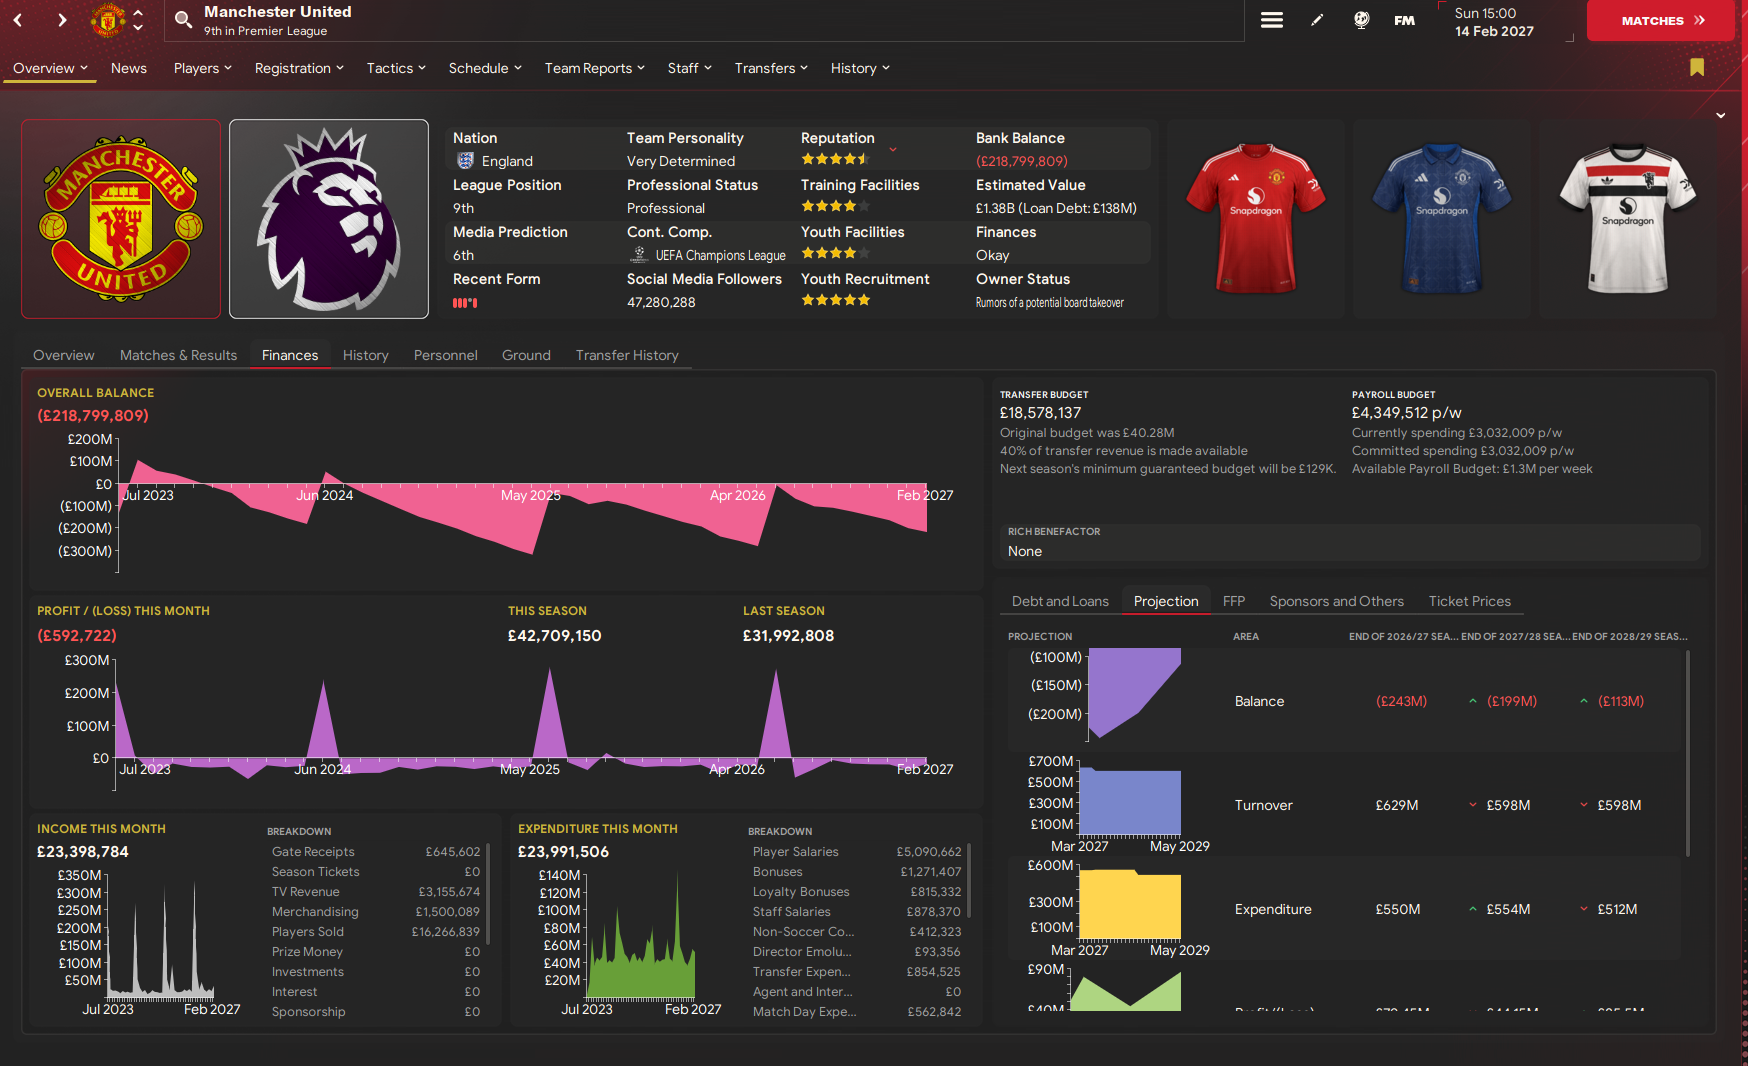 Manchester United
9th in Premier League
FM
Sun 15:00
14 Feb 2027
MATCHES
Overview
News
Players
Registration
Tactics
Schedule
Team Reports
Staff
Transfers
History
MANCHESTER
UNITED
Nation
England
League Position
9th
Media Prediction
6th
Recent Form
Team Personality
Very Determined
Professional Status
Professional
Cont. Comp.
UEFA Champions League
Social Media Followers
47,280,288
Reputation
Training Facilities
Youth Facilities
Youth Recruitment
Bank Balance
(£218,799,809)
Estimated Value
£1.38B (Loan Debt: £138M)
Finances
Okay
Owner Status
Rumors of a potential board takeover
Snapdragon
Snapdragon
Snapdragon
Overview
Matches & Results
Finances
History
Personnel
Ground
Transfer History
OVERALL BALANCE
(£218,799,809)
£200M
£100M
£0
(£100M)
(£200M)
(£300M)
Jul 2023
Jun 2024
May 2025
Apr 2026
Feb 2027
PROFIT / (LOSS) THIS MONTH
(£592,722)
THIS SEASON
£42,709,150
LAST SEASON
£31,992,808
£300M
£200M
£100M
£0
Jul 2023
Jun 2024
May 2025
Apr 2026
Feb 2027
INCOME THIS MONTH
£23,398,784
£350M
£300M
£250M
£200M
£150M
£100M
£50M
Jul 2023
Feb 2027
BREAKDOWN
Gate Receipts £645,602
Season Tickets £0
TV Revenue £3,155,674
Merchandising £1,500,089
Players Sold £16,266,839
Prize Money £0
Investments £0
Interest £0
Sponsorship £0
EXPENDITURE THIS MONTH
£23,991,506
£140M
£120M
£100M
£80M
£60M
£40M
£20M
Jul 2023
Feb 2027
BREAKDOWN
Player Salaries £5,090,662
Bonuses £1,271,407
Loyalty Bonuses £815,332
Staff Salaries £878,370
Non-Soccer Co... £412,323
Director Emolu... £93,356
Transfer Expen... £854,525
Agent and Inter... £0
Match Day Expe... £562,842
TRANSFER BUDGET
£18,578,137
Original budget was £40.28M
40% of transfer revenue is made available
Next season's minimum guaranteed budget will be £129K.
PAYROLL BUDGET
£4,349,512 p/w
Currently spending £3,032,009 p/w
Committed spending £3,032,009 p/w
Available Payroll Budget: £1.3M per week
RICH BENEFACTOR
None
Debt and Loans
Projection
FFP
Sponsors and Others
Ticket Prices
PROJECTION
AREA
END OF 2026/27 SEA...
END OF 2027/28 SEA...
END OF 2028/29 SEAS...
(£100M)
(£150M)
(£200M)
Balance
(£243M)
(£199M)
(£113M)
£700M
£500M
£300M
£100M
Mar 2027
May 2029
Turnover
£629M
£598M
£598M
£600M
£300M
£100M
Mar 2027
May 2029
Expenditure
£550M
£554M
£512M
£90M
£40M